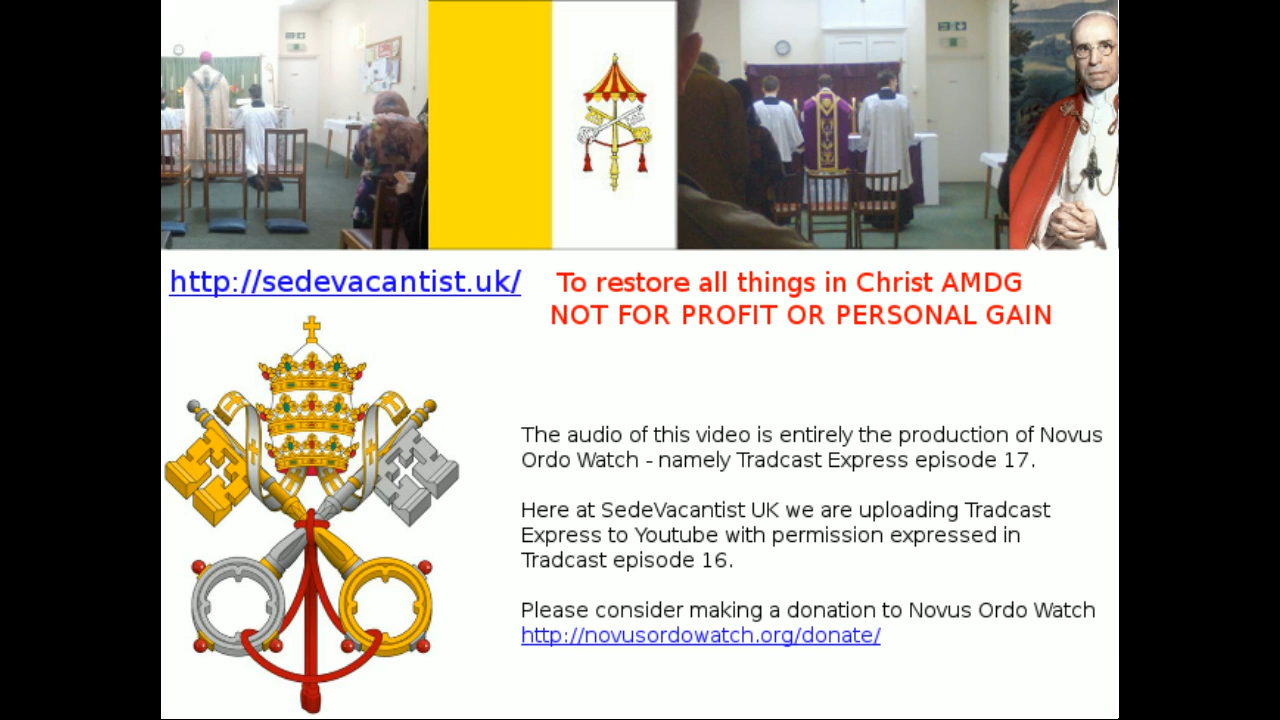 http://sedevacantist.uk/
To restore all things in Christ AMDG
NOT FOR PROFIT OR PERSONAL GAIN
The audio of this video is entirely the production of Novus
Ordo Watch - namely Tradcast Express episode 17.
Here at SedeVacantist UK we are uploading Tradcast
Express to Youtube with permission expressed in
Tradcast episode 16.
Please consider making a donation to Novus Ordo Watch
http://novusordowatch.org/donate/